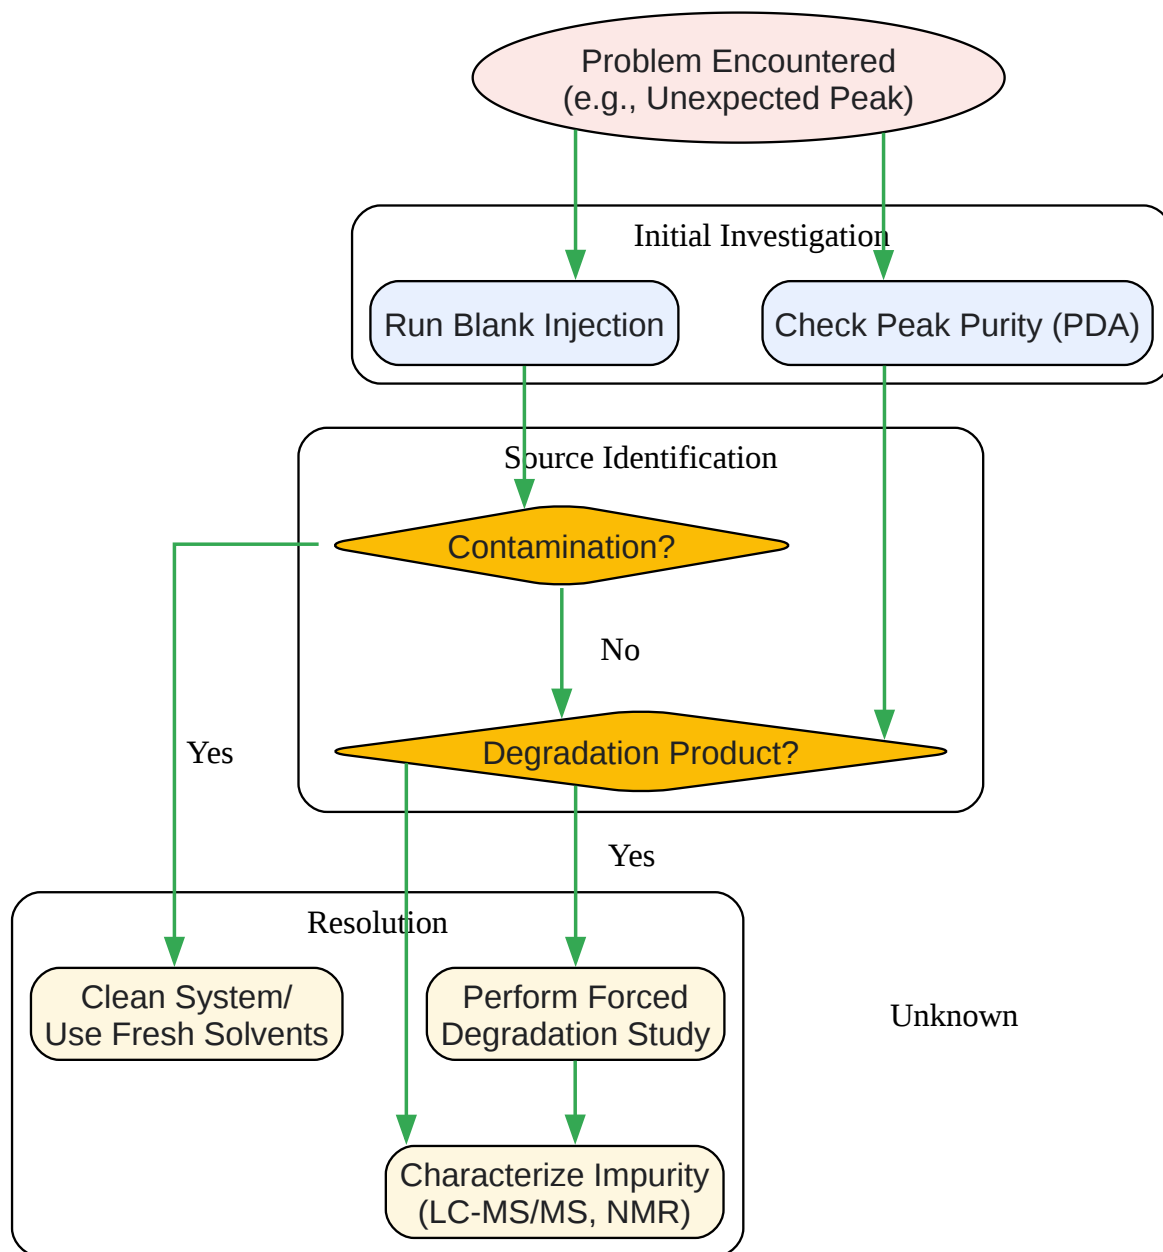 Problem Encountered
(e.g., Unexpected Peak)
Initial Investigation
Run Blank Injection
Check Peak Purity (PDA)
Source Identification
Contamination?
No
Yes
Degradation Product?
Yes
Resolution
Clean System/
Use Fresh Solvents
Perform Forced
Degradation Study
Unknown
Characterize Impurity
(LC-MS/MS, NMR)